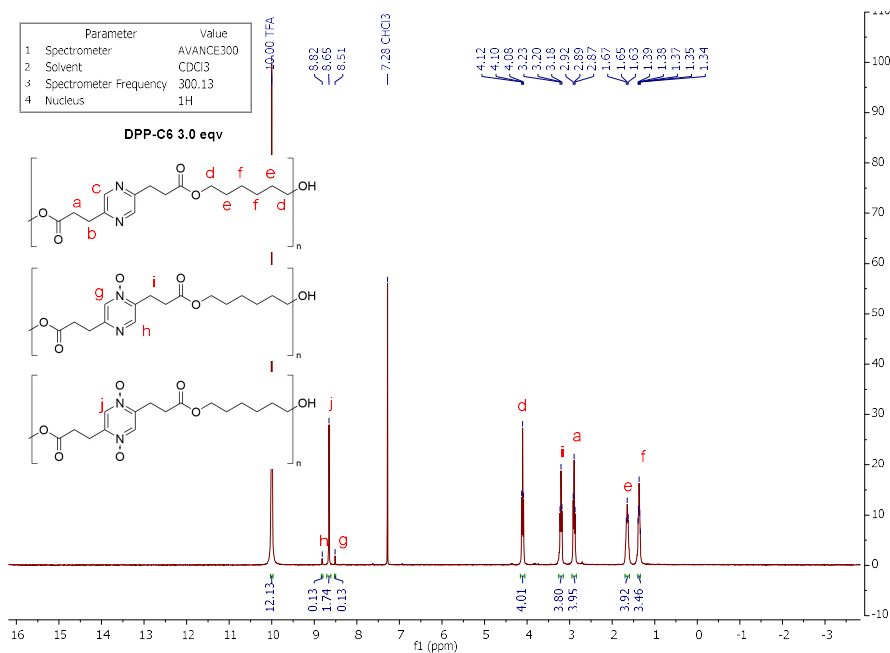 Parameter Value
1 Spectrometer AVANCE300
2 Solvent CDCl3
3 Spectrometer Frequency 300.13
4 Nucleus 1H
DPP-C6 3.0 eqv
10.00 TFA
8.82
8.65
8.51
7.28 CHCl3
4.12
4.10
4.08
3.23
3.20
3.18
2.92
2.89
2.87
1.67
1.65
1.63
1.39
1.38
1.37
1.35
1.34
110
100
90
80
70
60
50
40
30
20
10
0
-10
O d f e OH
c N
a O e f d
O N
O b n
O i O
g N OH
h O
O N
O n
O O
j N OH
O
O N
O O n
h j g d i a e f
12.13
0.13
1.74
0.13
4.01
3.80
3.95
3.92
3.46
16 15 14 13 12 11 10 9 8 7 6 5 4 3 2 1 0 -1 -2 -3
f1 (ppm)